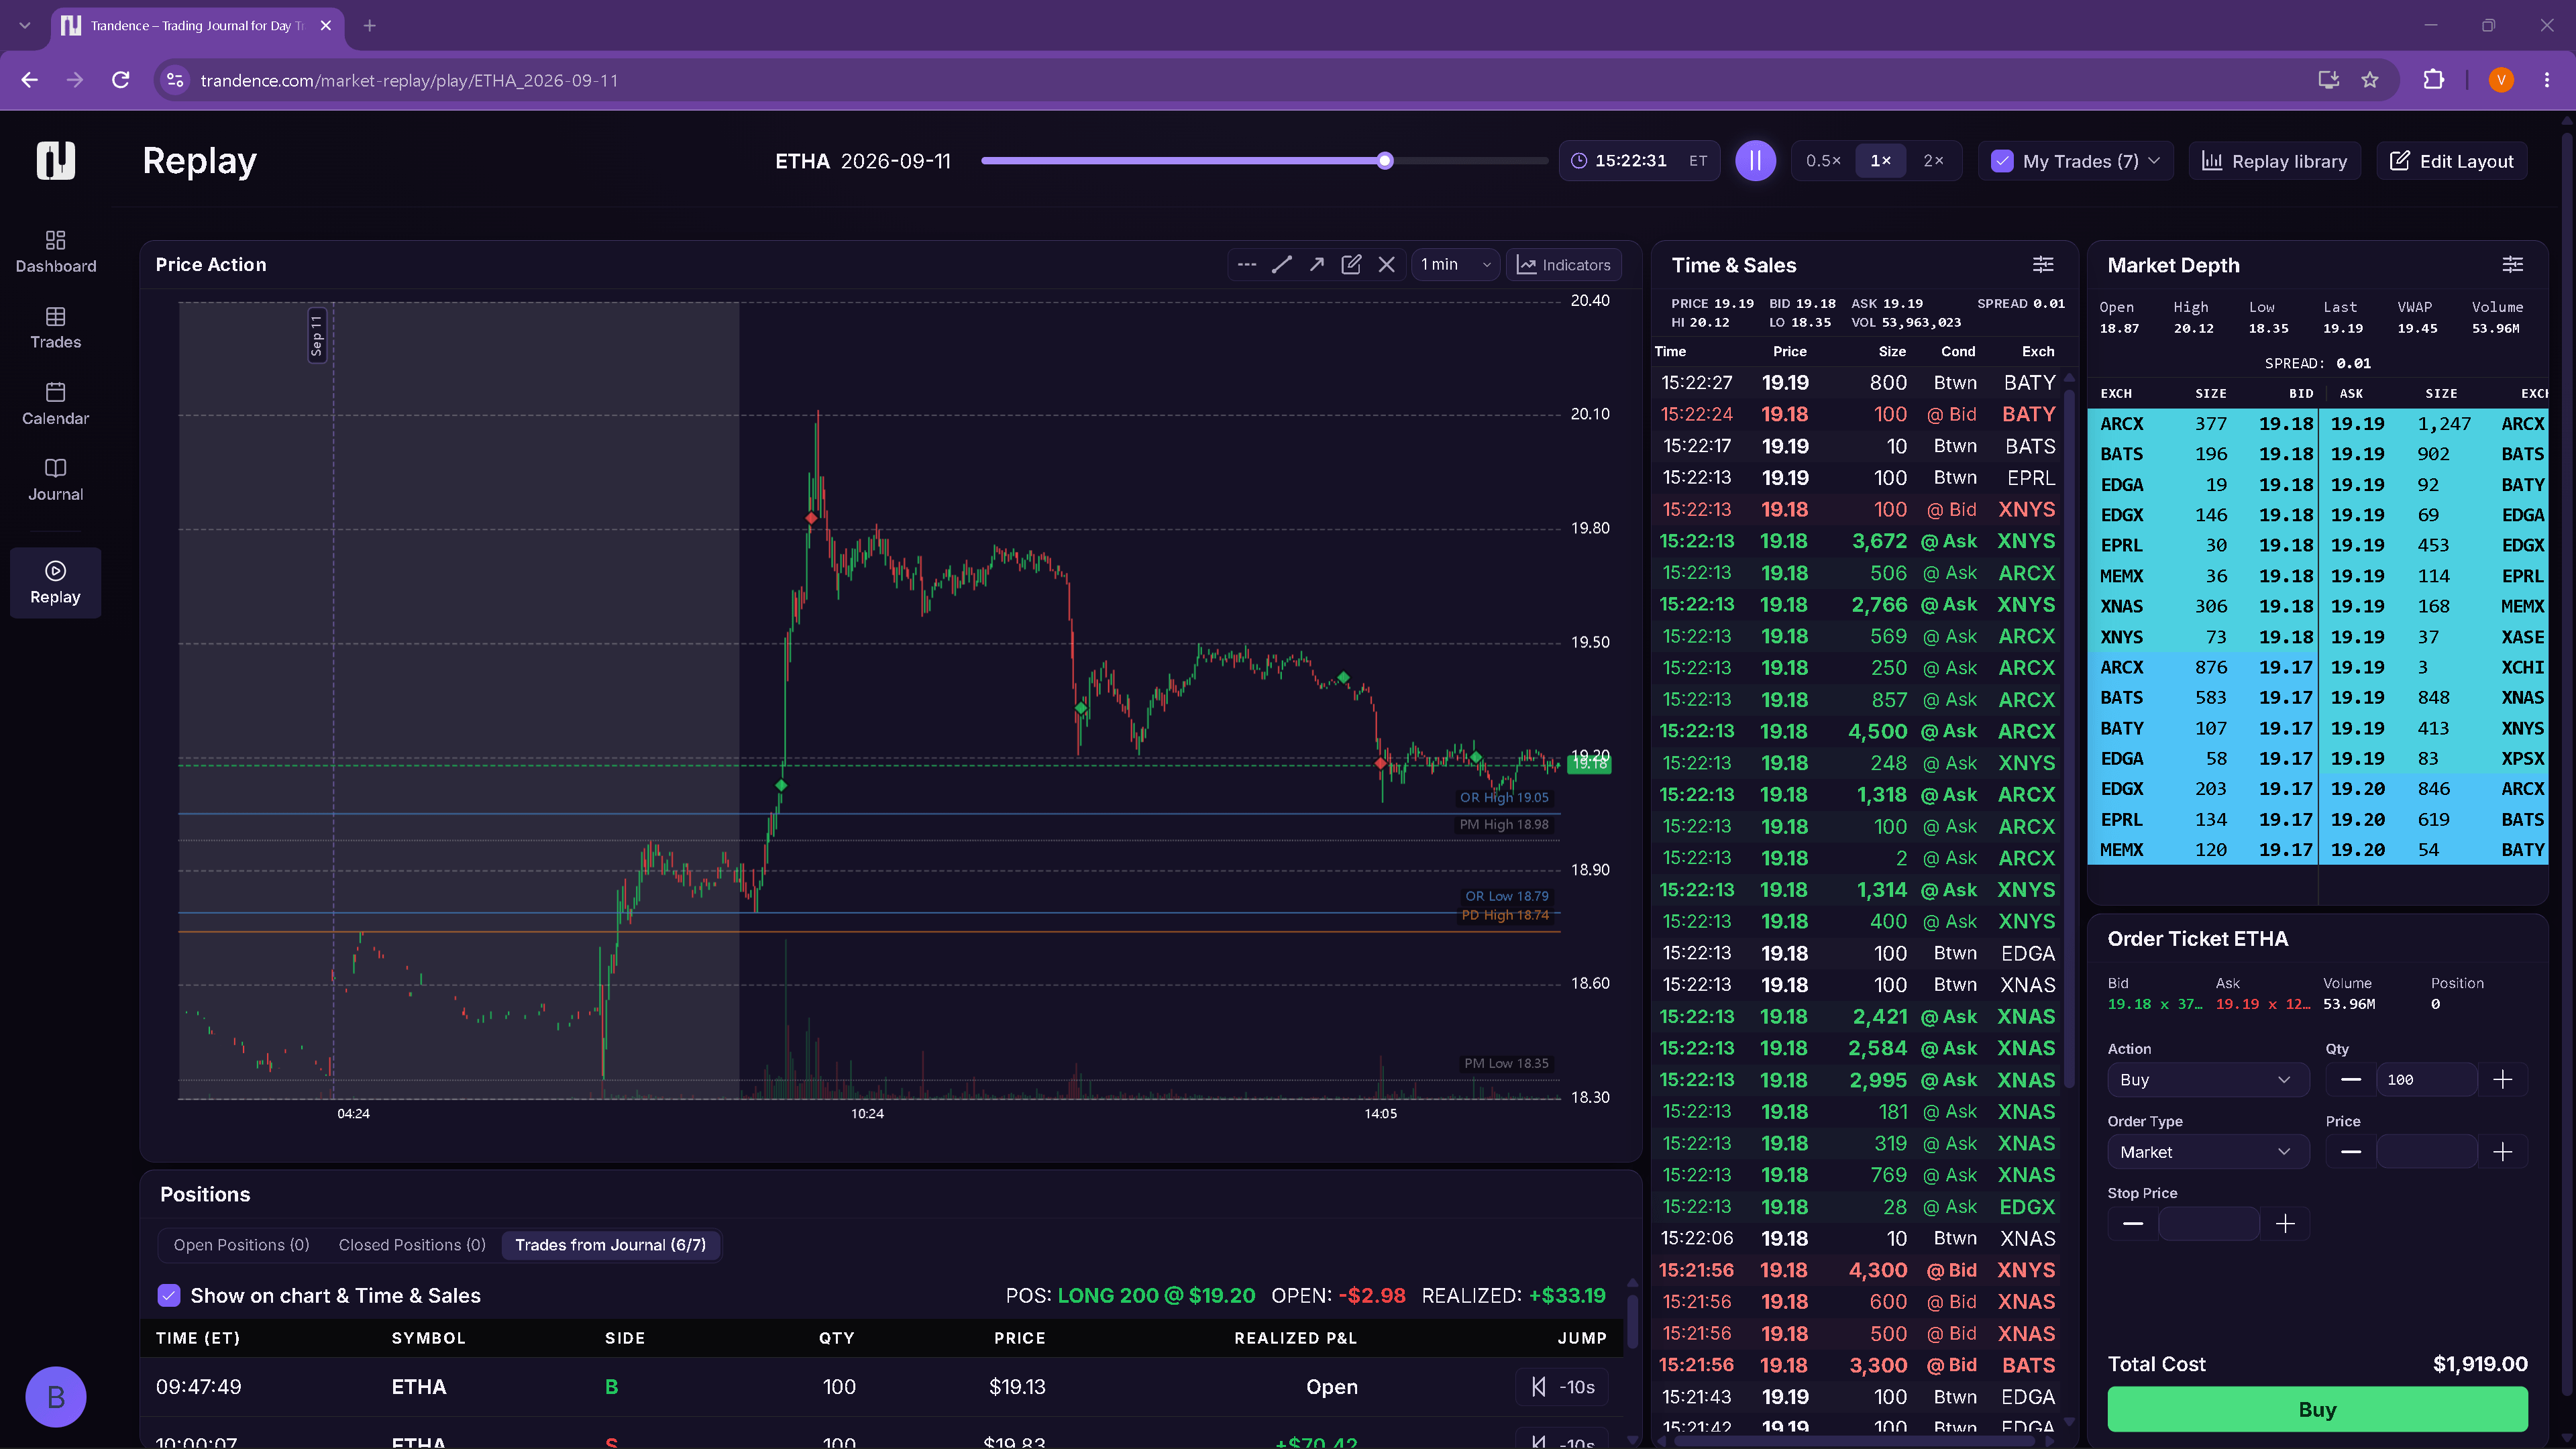 Trandence – Trading Journal for Day T
trandence.com/market-replay/play/ETHA_2026-09-11
V
Replay
ETHA 2026-09-11
15:22:31 ET
0.5×
1×
2×
My Trades (7)
Replay library
Edit Layout
Dashboard
Trades
Calendar
Journal
Replay
B
Price Action
1 min
Indicators
Sep 11
20.40
20.10
19.80
19.50
19.20
19.18
18.90
18.60
18.30
OR High 19.05
PM High 18.98
OR Low 18.79
PD High 18.74
PM Low 18.35
04:24
10:24
14:05
Positions
Open Positions (0)
Closed Positions (0)
Trades from Journal (6/7)
Show on chart & Time & Sales
POS: LONG 200 @ $19.20 OPEN: -$2.98 REALIZED: +$33.19
TIME (ET) SYMBOL SIDE QTY PRICE REALIZED P&L JUMP
09:47:49 ETHA B 100 $19.13 Open -10s
10:00:07 ETHA S 100 $19.83 +$70.42 -10s
Time & Sales
PRICE 19.19 BID 19.18 ASK 19.19 SPREAD 0.01
HI 20.12 LO 18.35 VOL 53,963,023
Time Price Size Cond Exch
15:22:27 19.19 800 Btwn BATY
15:22:24 19.18 100 @ Bid BATY
15:22:17 19.19 10 Btwn BATS
15:22:13 19.19 100 Btwn EPRL
15:22:13 19.18 100 @ Bid XNYS
15:22:13 19.18 3,672 @ Ask XNYS
15:22:13 19.18 506 @ Ask ARCX
15:22:13 19.18 2,766 @ Ask XNYS
15:22:13 19.18 569 @ Ask ARCX
15:22:13 19.18 250 @ Ask ARCX
15:22:13 19.18 857 @ Ask ARCX
15:22:13 19.18 4,500 @ Ask ARCX
15:22:13 19.18 248 @ Ask XNYS
15:22:13 19.18 1,318 @ Ask ARCX
15:22:13 19.18 100 @ Ask ARCX
15:22:13 19.18 2 @ Ask ARCX
15:22:13 19.18 1,314 @ Ask XNYS
15:22:13 19.18 400 @ Ask XNYS
15:22:13 19.18 100 Btwn EDGA
15:22:13 19.18 100 Btwn XNAS
15:22:13 19.18 2,421 @ Ask XNAS
15:22:13 19.18 2,584 @ Ask XNAS
15:22:13 19.18 2,995 @ Ask XNAS
15:22:13 19.18 181 @ Ask XNAS
15:22:13 19.18 319 @ Ask XNAS
15:22:13 19.18 769 @ Ask XNAS
15:22:13 19.18 28 @ Ask EDGX
15:22:06 19.18 10 Btwn XNAS
15:21:56 19.18 4,300 @ Bid XNYS
15:21:56 19.18 600 @ Bid XNAS
15:21:56 19.18 500 @ Bid XNAS
15:21:56 19.18 3,300 @ Bid BATS
15:21:43 19.19 100 Btwn EDGA
15:21:42 19.19 100 Btwn EDGA
Market Depth
Open High Low Last VWAP Volume
18.87 20.12 18.35 19.19 19.45 53.96M
SPREAD: 0.01
EXCH SIZE BID ASK SIZE EXCH
ARCX 377 19.18 19.19 1,247 ARCX
BATS 196 19.18 19.19 902 BATS
EDGA 19 19.18 19.19 92 BATY
EDGX 146 19.18 19.19 69 EDGA
EPRL 30 19.18 19.19 453 EDGX
MEMX 36 19.18 19.19 114 EPRL
XNAS 306 19.18 19.19 168 MEMX
XNYS 73 19.18 19.19 37 XASE
ARCX 876 19.17 19.19 3 XCHI
BATS 583 19.17 19.19 848 XNAS
BATY 107 19.17 19.19 413 XNYS
EDGA 58 19.17 19.19 83 XPSX
EDGX 203 19.17 19.20 846 ARCX
EPRL 134 19.17 19.20 619 BATS
MEMX 120 19.17 19.20 54 BATY
Order Ticket ETHA
Bid Ask Volume Position
19.18 x 37… 19.19 x 12… 53.96M 0
Action Qty
Buy 100
Order Type Price
Market
Stop Price
Total Cost $1,919.00
Buy